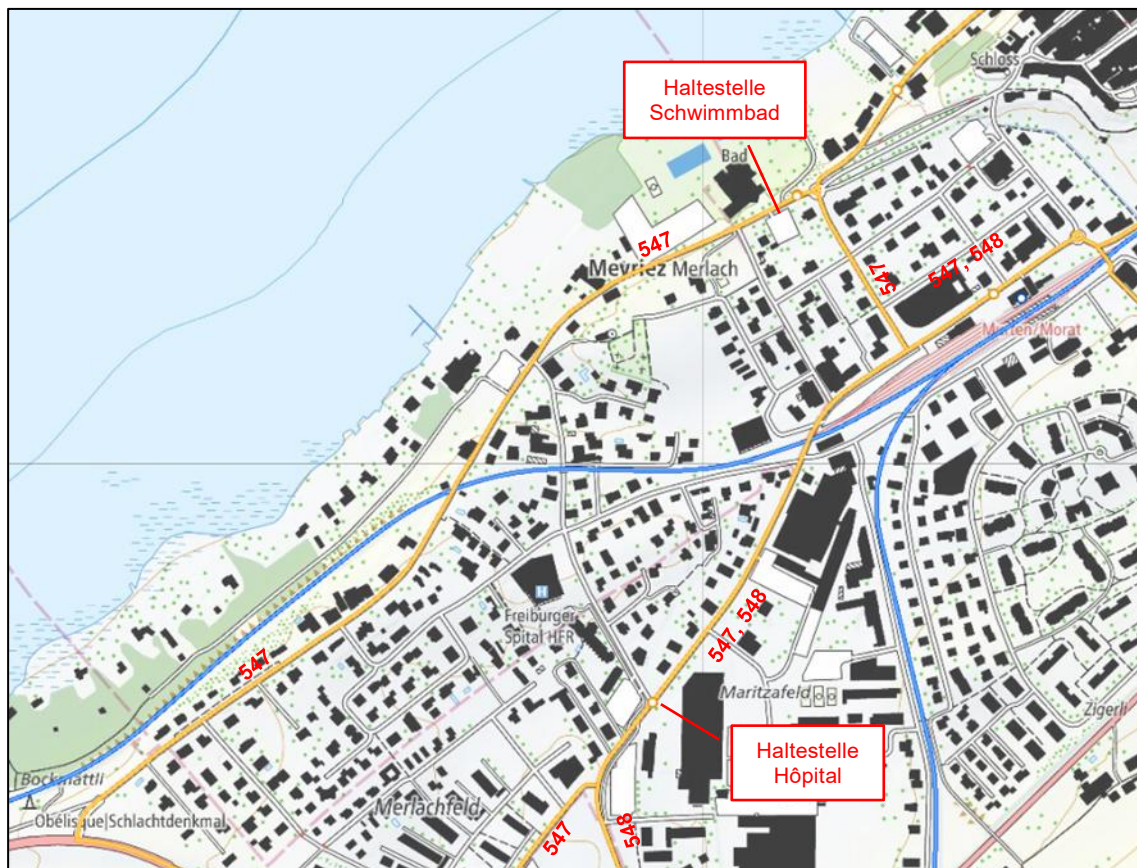 Schloss
Haltestelle
Schwimmbad
Bad
547
547, 548
547
Meyriez Merlach
Murten/Morat
H
Freiburger
Spital HFR
547, 548
547
Maritzafeld
Zigerli
Haltestelle
Hôpital
Bockmattli
Merlachfeld
Obélisque|Schlachtdenkmal
547
548